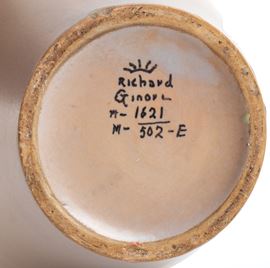 Richard
Ginori
A- 1621
M- 502-E